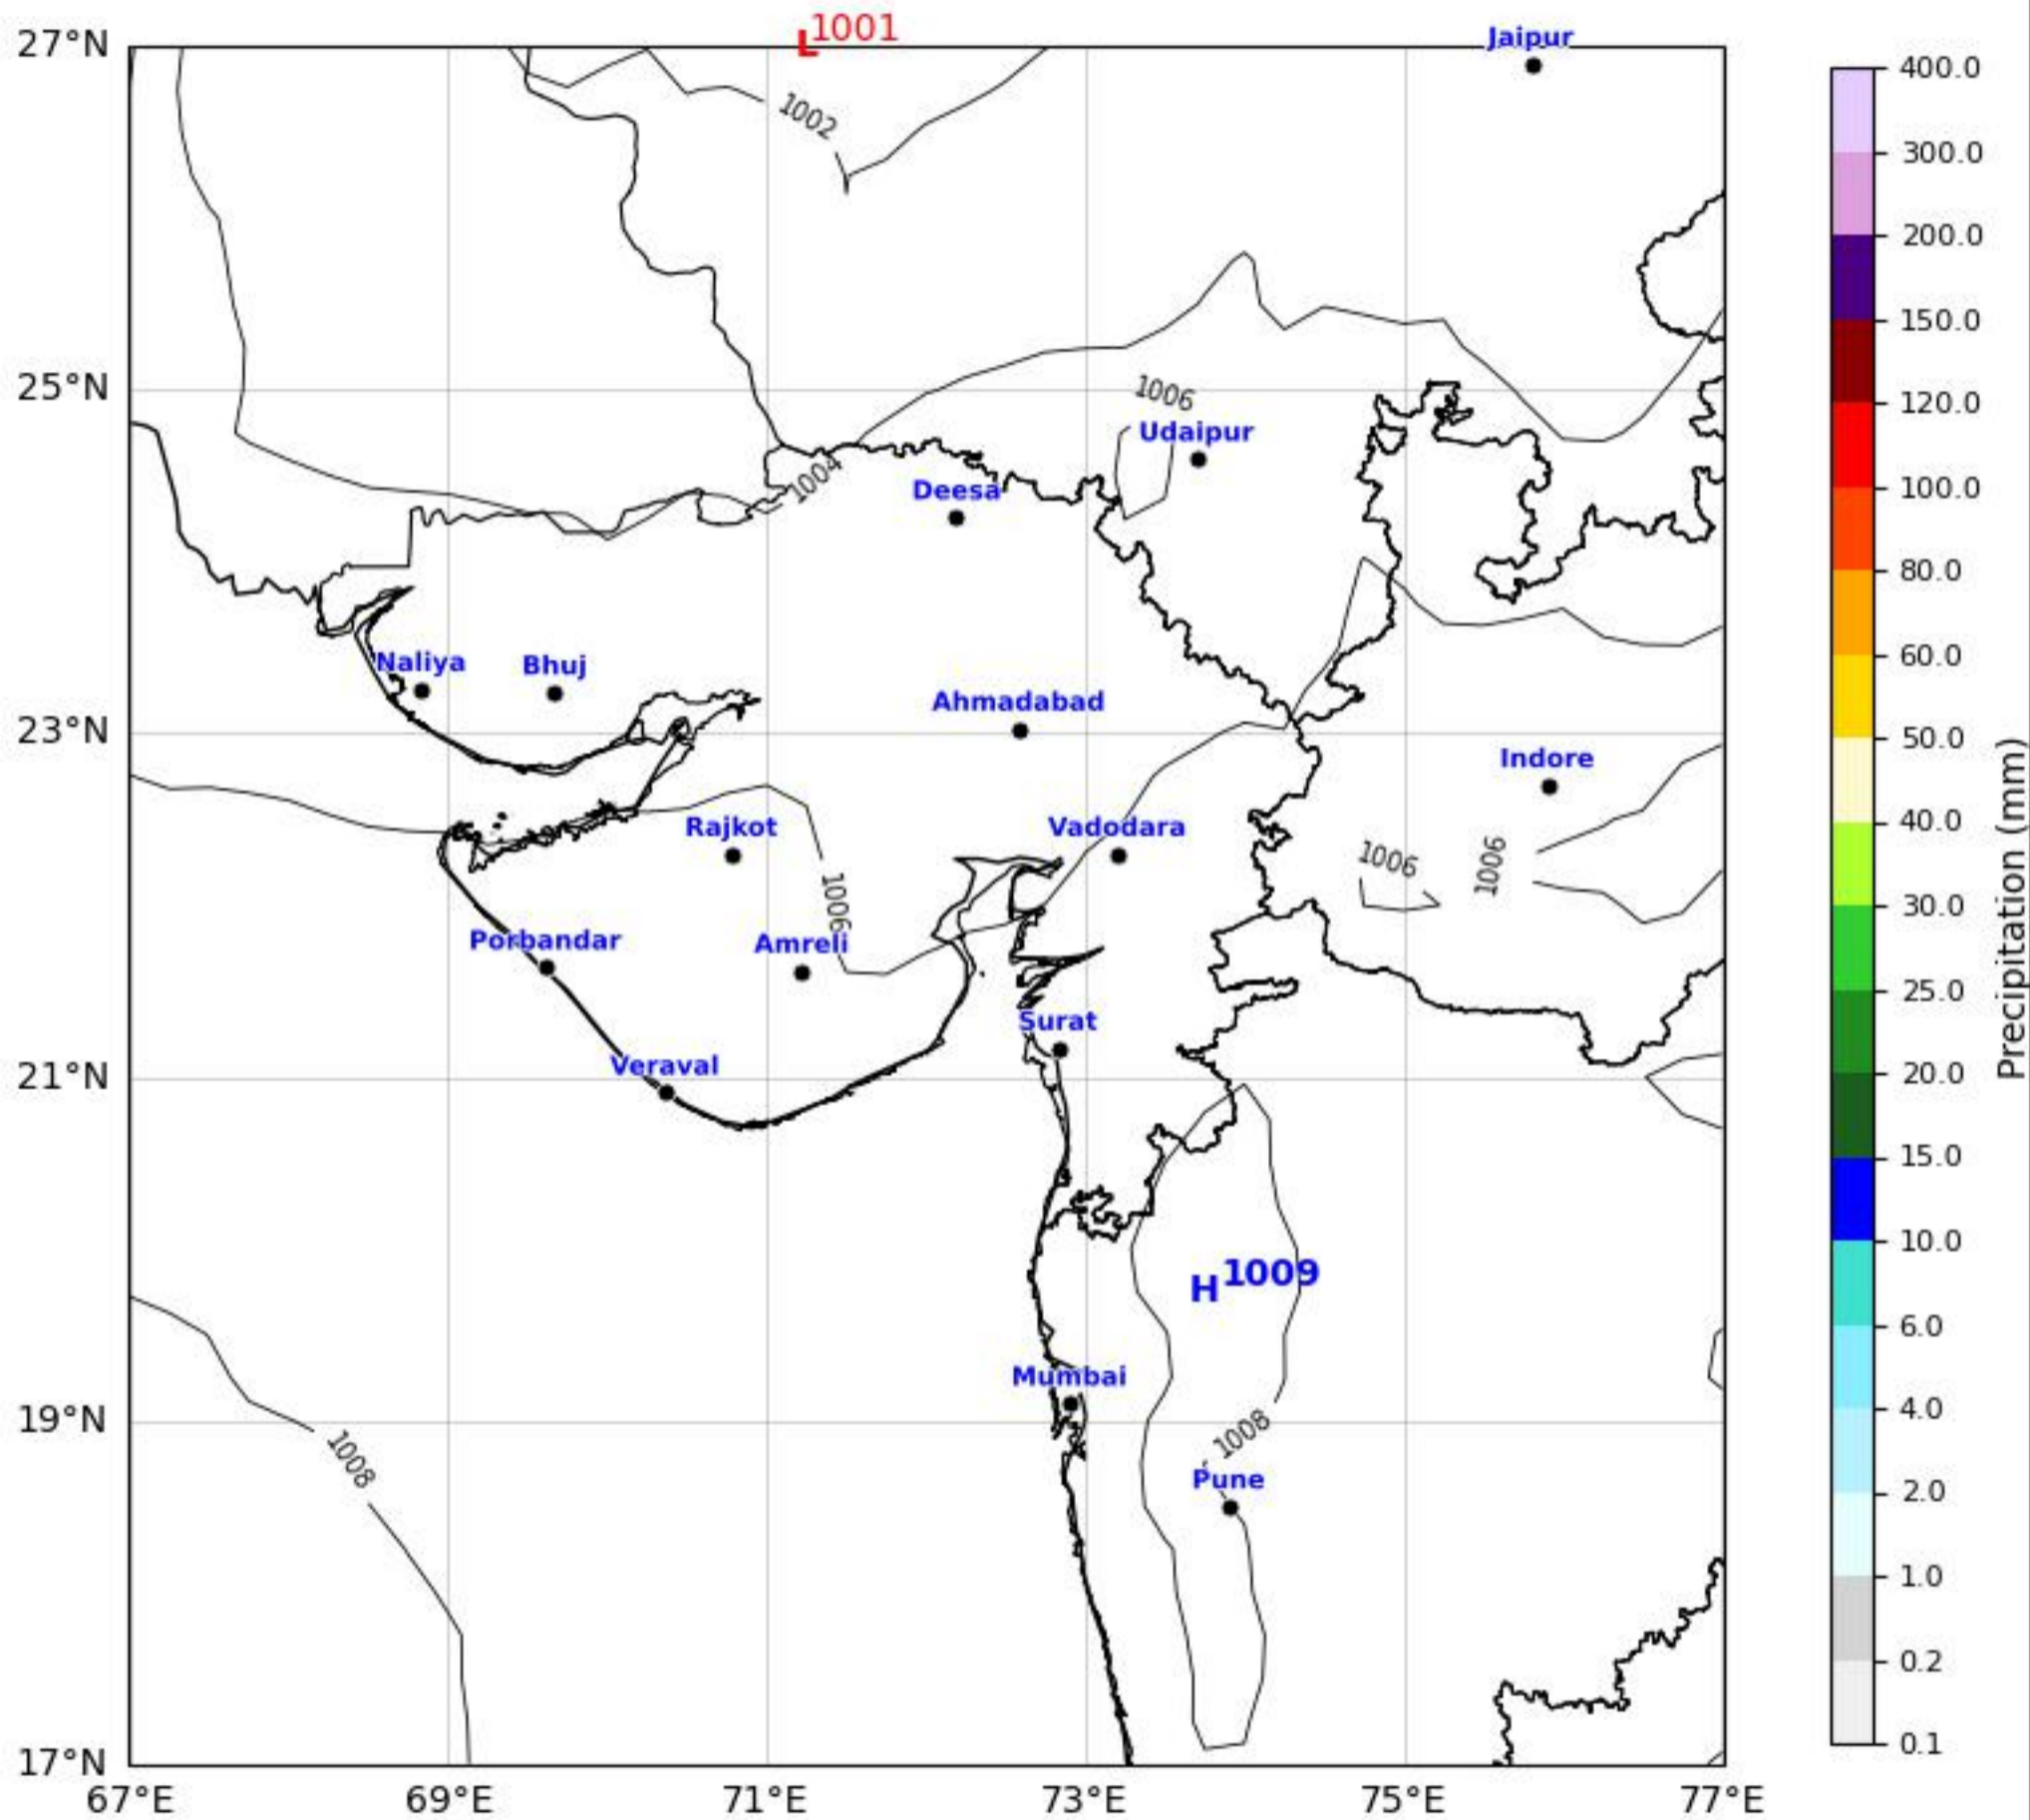 L1001
Jaipur
27°N
400.0
1002
300.0
200.0
150.0
25°N
1006
120.0
Udaipur
1004
Deesa
100.0
80.0
Naliya
Bhuj
60.0
Ahmadabad
23°N
50.0
Indore
40.0
Rajkot
Vadodara
1006
1006
1006
30.0
Porbandar
Amreli
25.0
Surat
Veraval
21°N
20.0
Precipitation (mm)
15.0
10.0
H1009
6.0
Mumbai
4.0
19°N
1008
1008
Pune
2.0
1.0
0.2
0.1
17°N
67°E 69°E 71°E 73°E 75°E 77°E